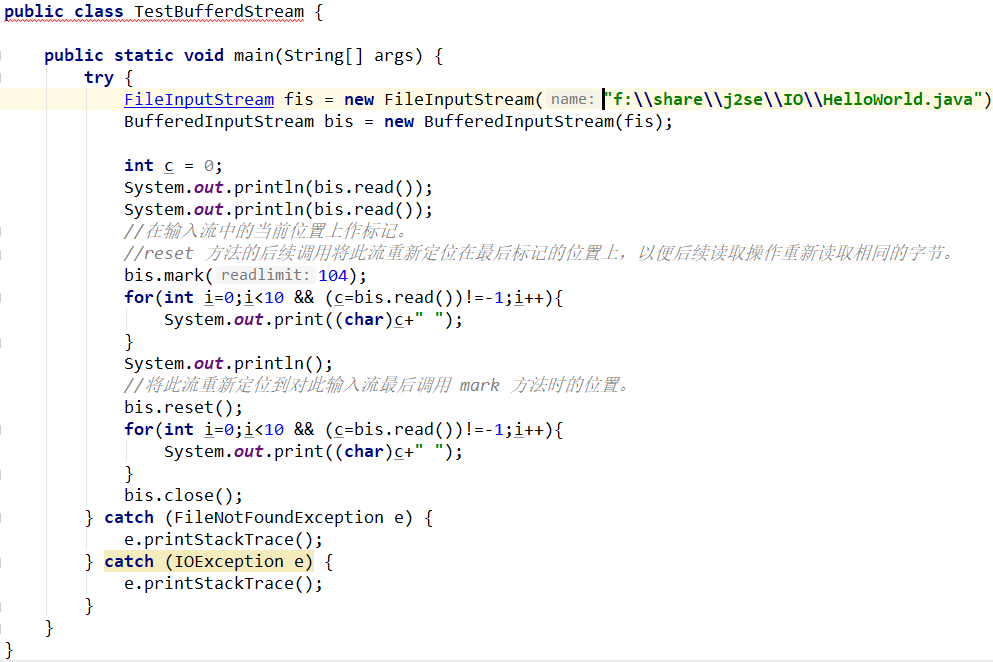 public class TestBufferdStream {
public static void main(String[] args) {
try {
FileInputStream fis = new FileInputStream( name: "f:\\share\\j2se\\IO\\HelloWorld.java")
BufferedInputStream bis = new BufferedInputStream(fis);
int c = 0;
System.out.println(bis.read());
System.out.println(bis.read());
//在输入流中的当前位置上作标记。
//reset 方法的后续调用将此流重新定位在最后标记的位置上，以便后续读取操作重新读取相同的字节。
bis.mark( readlimit: 104);
for(int i=0;i<10 && (c=bis.read())!=-1;i++){
System.out.print((char)c+" ");
}
System.out.println();
//将此流重新定位到对此输入流最后调用 mark 方法时的位置。
bis.reset();
for(int i=0;i<10 && (c=bis.read())!=-1;i++){
System.out.print((char)c+" ");
}
bis.close();
} catch (FileNotFoundException e) {
e.printStackTrace();
} catch (IOException e) {
e.printStackTrace();
}
}
}